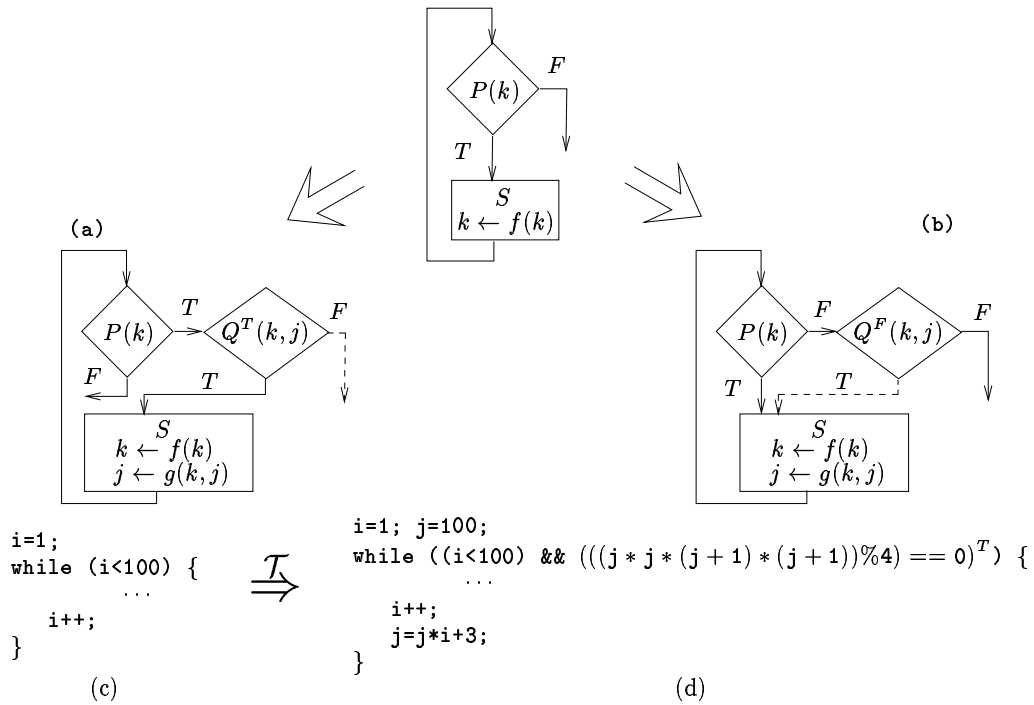 P(k)
F
T
S
k ← f(k)
(a)
(b)
P(k)
T
Q^T(k, j)
F
F
T
S
k ← f(k)
j ← g(k, j)
P(k)
F
Q^F(k, j)
F
T
T
S
k ← f(k)
j ← g(k, j)
i=1;
while (i<100) {
...
i++;
}
(c)
𝒯
⇒
i=1; j=100;
while ((i<100) && (((j * j * (j + 1) * (j + 1))%4) == 0)^T) {
...
i++;
j=j*i+3;
}
(d)